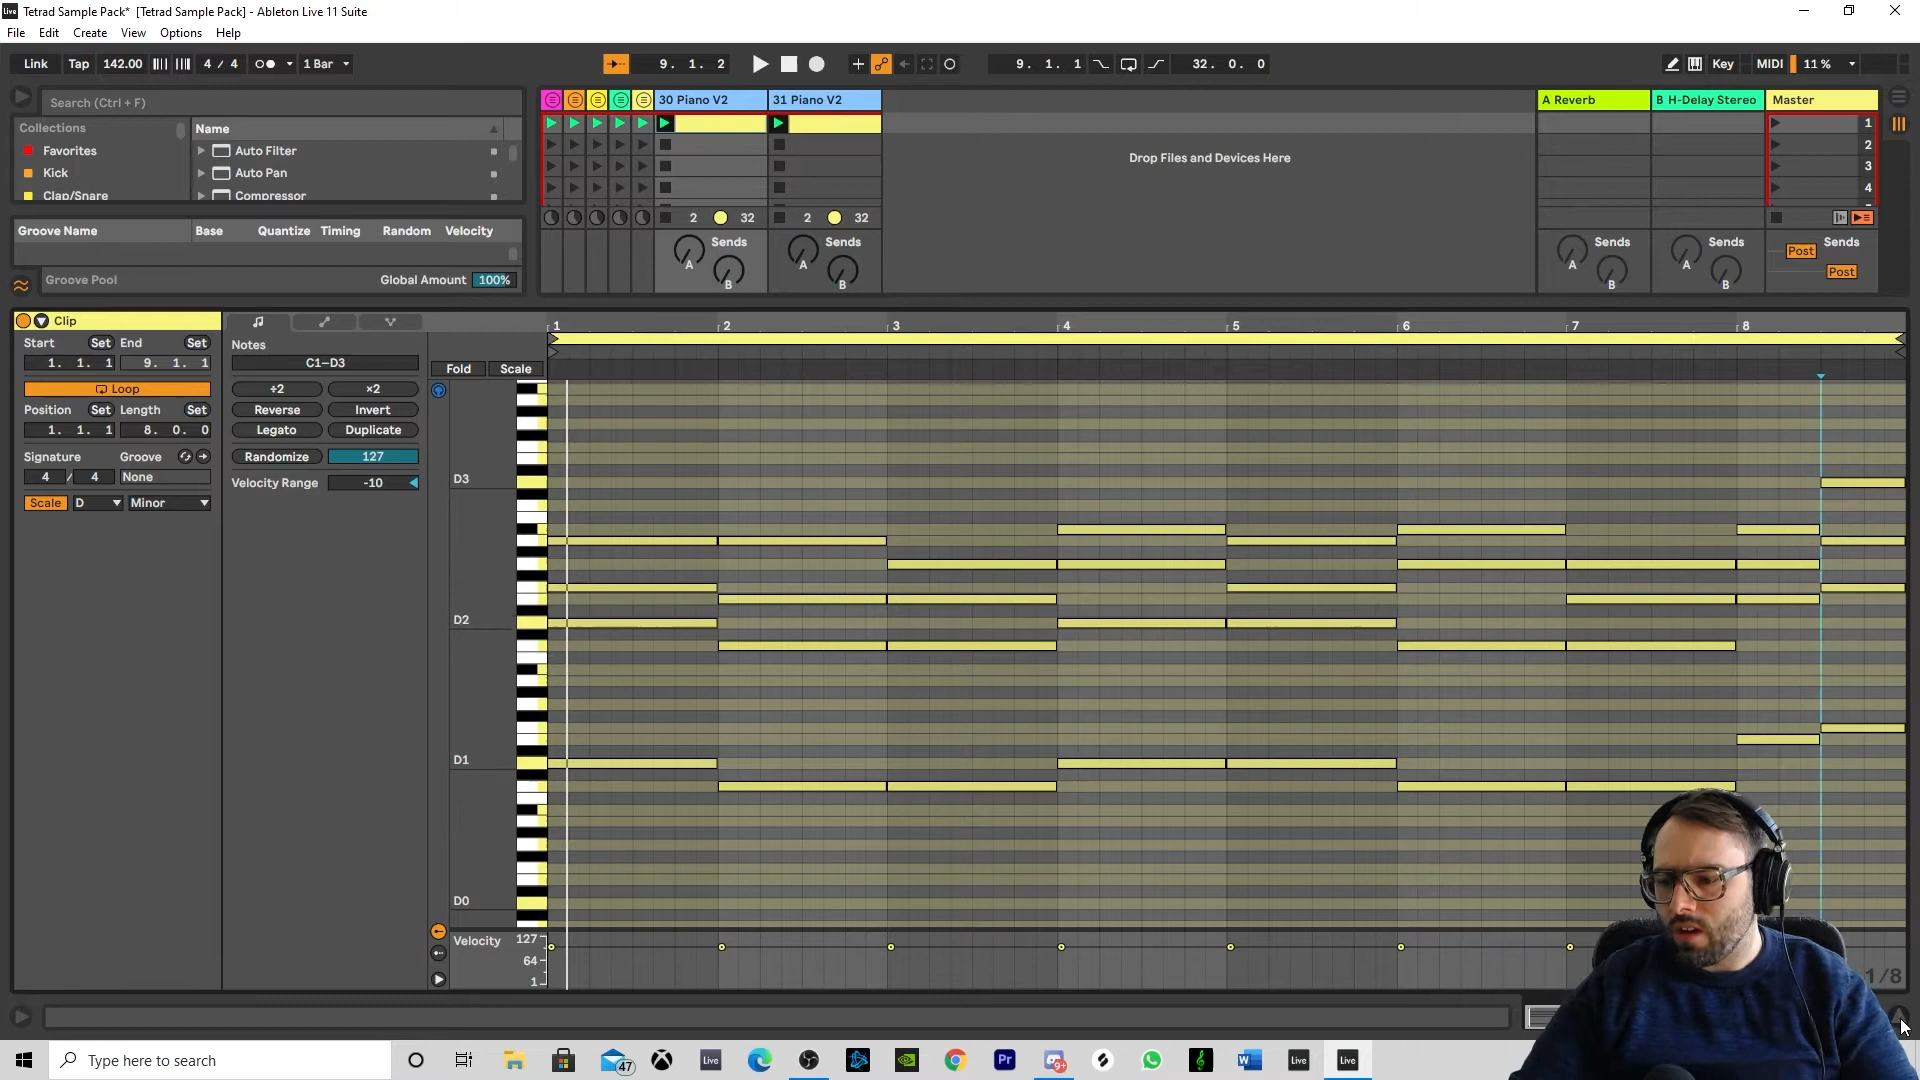 Live Tetrad Sample Pack* [Tetrad Sample Pack] - Ableton Live 11 Suite
File Edit Create View Options Help
Link Tap 142.00 4 / 4 1 Bar 9. 1. 2 9. 1. 1 32. 0. 0 Key MIDI 11 %
Search (Ctrl + F)
Collections
Favorites
Kick
Clap/Snare
Name
Auto Filter
Auto Pan
Compressor
Groove Name Base Quantize Timing Random Velocity
Groove Pool Global Amount 100%
30 Piano V2 31 Piano V2
Drop Files and Devices Here
A Reverb B H-Delay Stereo Master
1
2
3
4
2 32 2 32
Sends Sends Sends Sends Sends
A A A A Post
B B B B Post
Clip
Start Set End Set
1. 1. 1 9. 1. 1
Loop
Position Set Length Set
1. 1. 1 8. 0. 0
Signature Groove
4 / 4 None
Scale D Minor
Notes
C1–D3
÷2 ×2
Reverse Invert
Legato Duplicate
Randomize 127
Velocity Range -10
Fold Scale
1 2 3 4 5 6 7 8
D3
D2
D1
D0
Velocity 127
64
1
1/8
Type here to search
47 Live Pr 9+ W Live Live